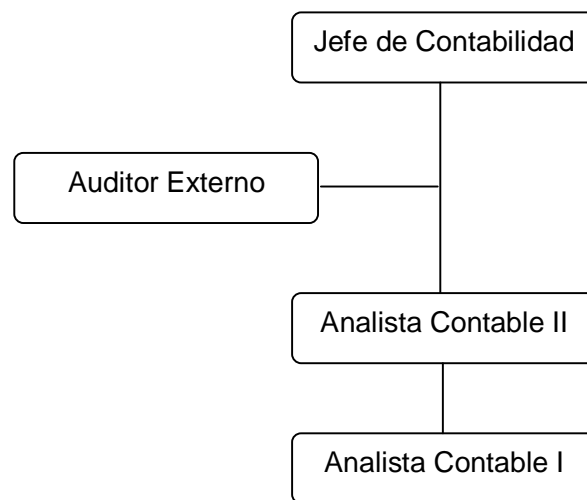 Jefe de Contabilidad
Auditor Externo
Analista Contable II
Analista Contable I